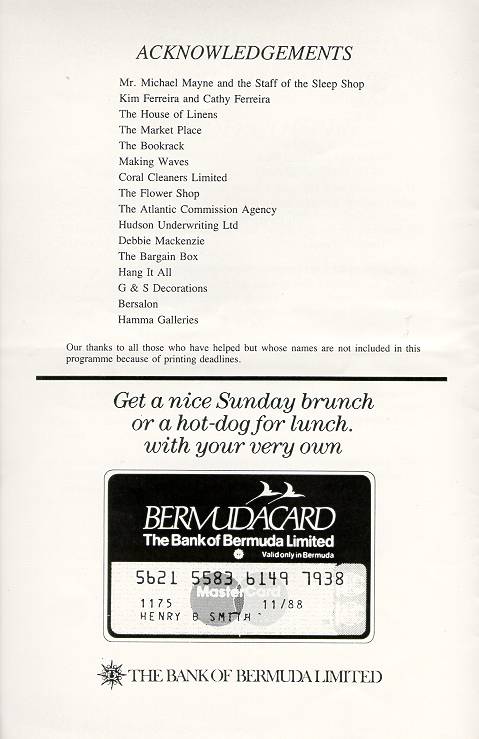 ACKNOWLEDGEMENTS
Mr. Michael Mayne and the Staff of the Sleep Shop
Kim Ferreira and Cathy Ferreira
The House of Linens
The Market Place
The Bookrack
Making Waves
Coral Cleaners Limited
The Flower Shop
The Atlantic Commission Agency
Hudson Underwriting Ltd
Debbie Mackenzie
The Bargain Box
Hang It All
G & S Decorations
Bersalon
Hamma Galleries
Our thanks to all those who have helped but whose names are not included in this
programme because of printing deadlines.
Get a nice Sunday brunch
or a hot-dog for lunch.
with your very own
BERMUDACARD
The Bank of Bermuda Limited
Valid only in Bermuda
5621 5583 6149 7938
MasterCard
1175 11/88
HENRY B SMITH
THE BANK OF BERMUDA LIMITED